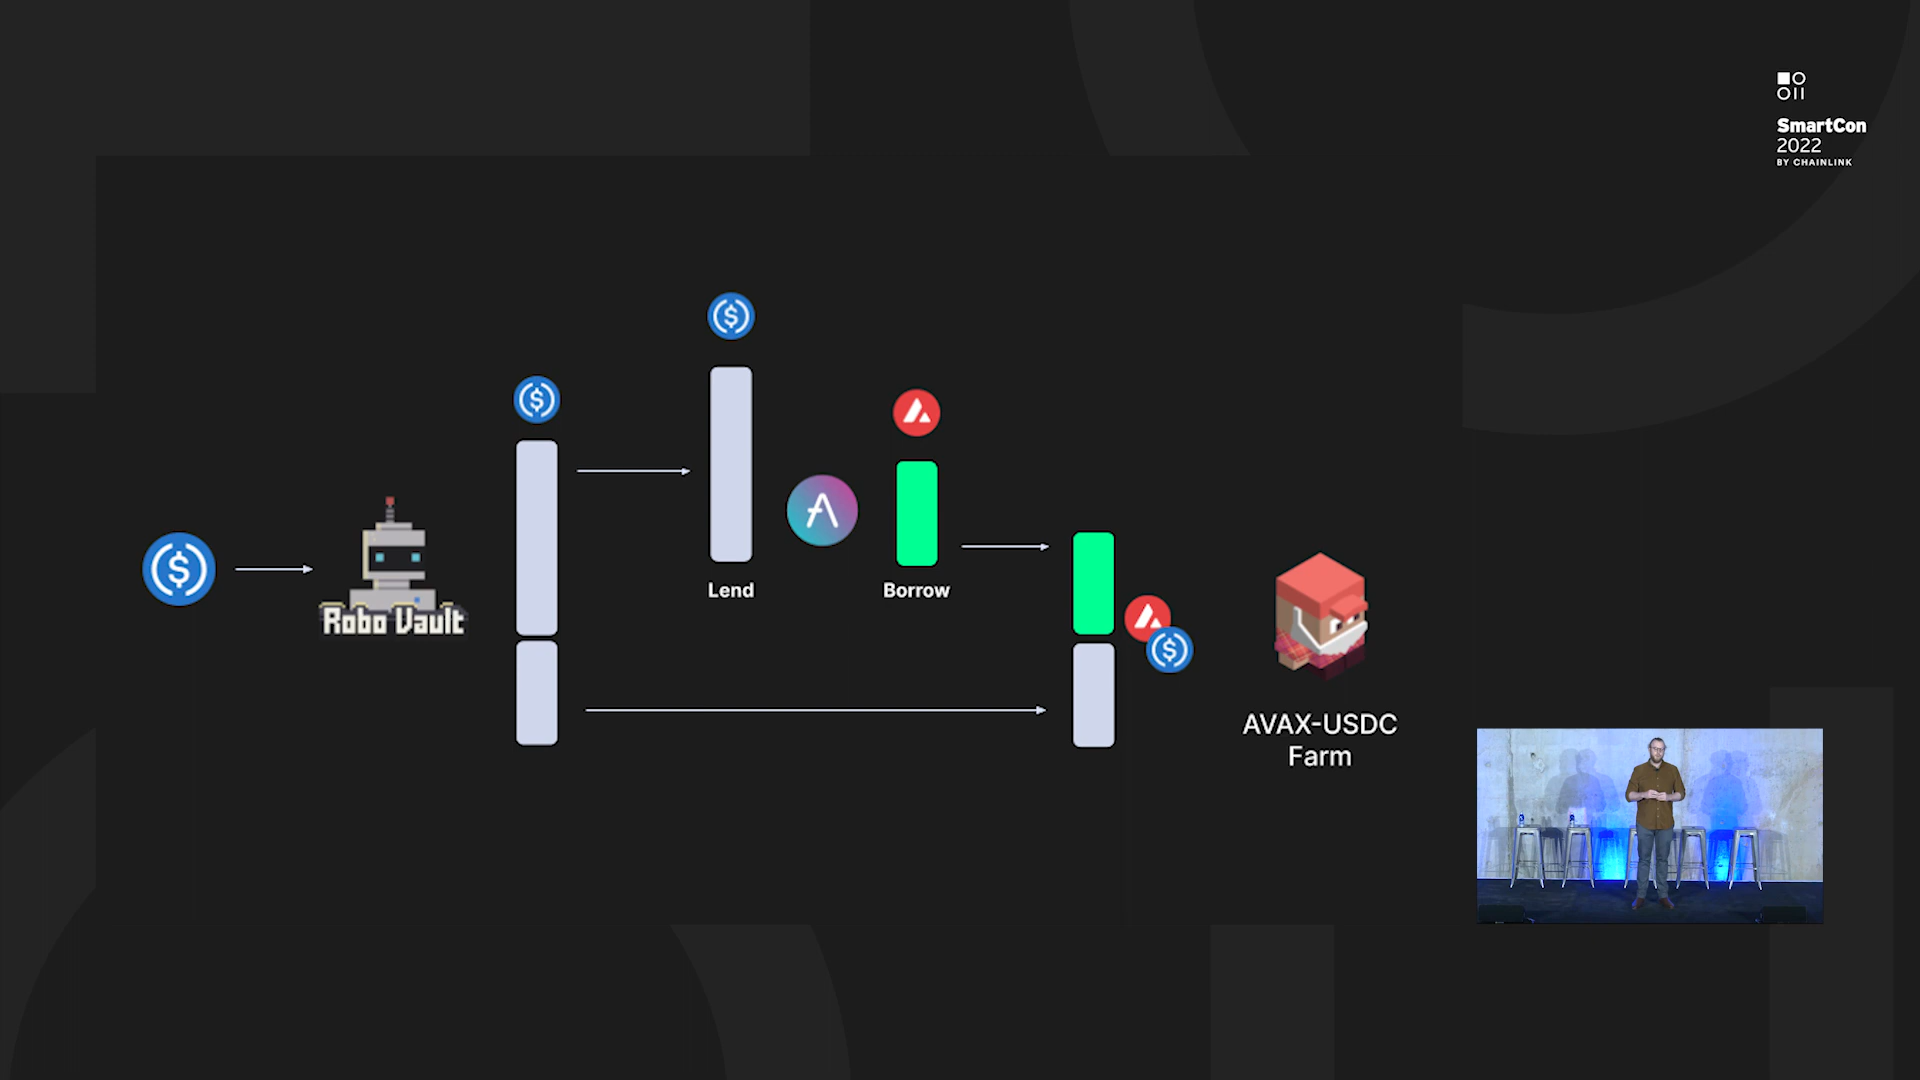 SmartCon
2022
BY CHAINLINK
Lend
Borrow
Robo Vault
AVAX-USDC
Farm